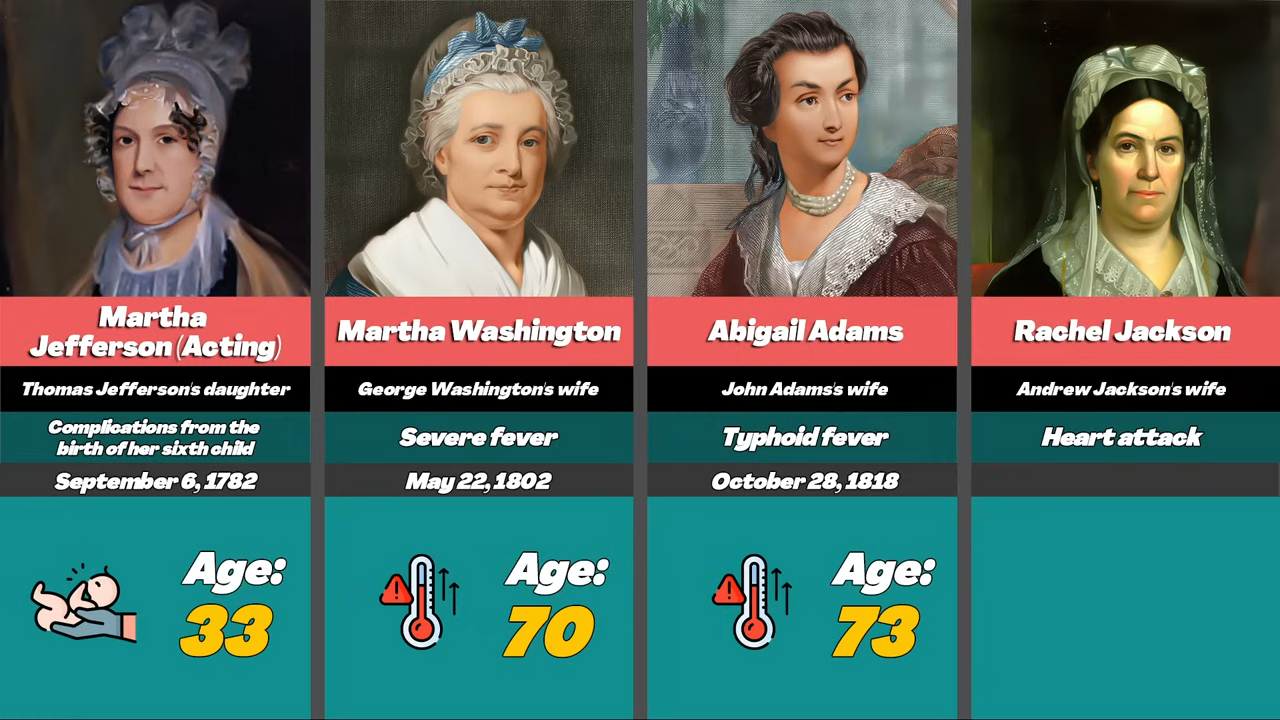 Martha
Jefferson (Acting)
Thomas Jefferson's daughter
Complications from the
birth of her sixth child
September 6, 1782
Age:
33
Martha Washington
George Washington's wife
Severe fever
May 22, 1802
Age:
70
Abigail Adams
John Adams's wife
Typhoid fever
October 28, 1818
Age:
73
Rachel Jackson
Andrew Jackson's wife
Heart attack